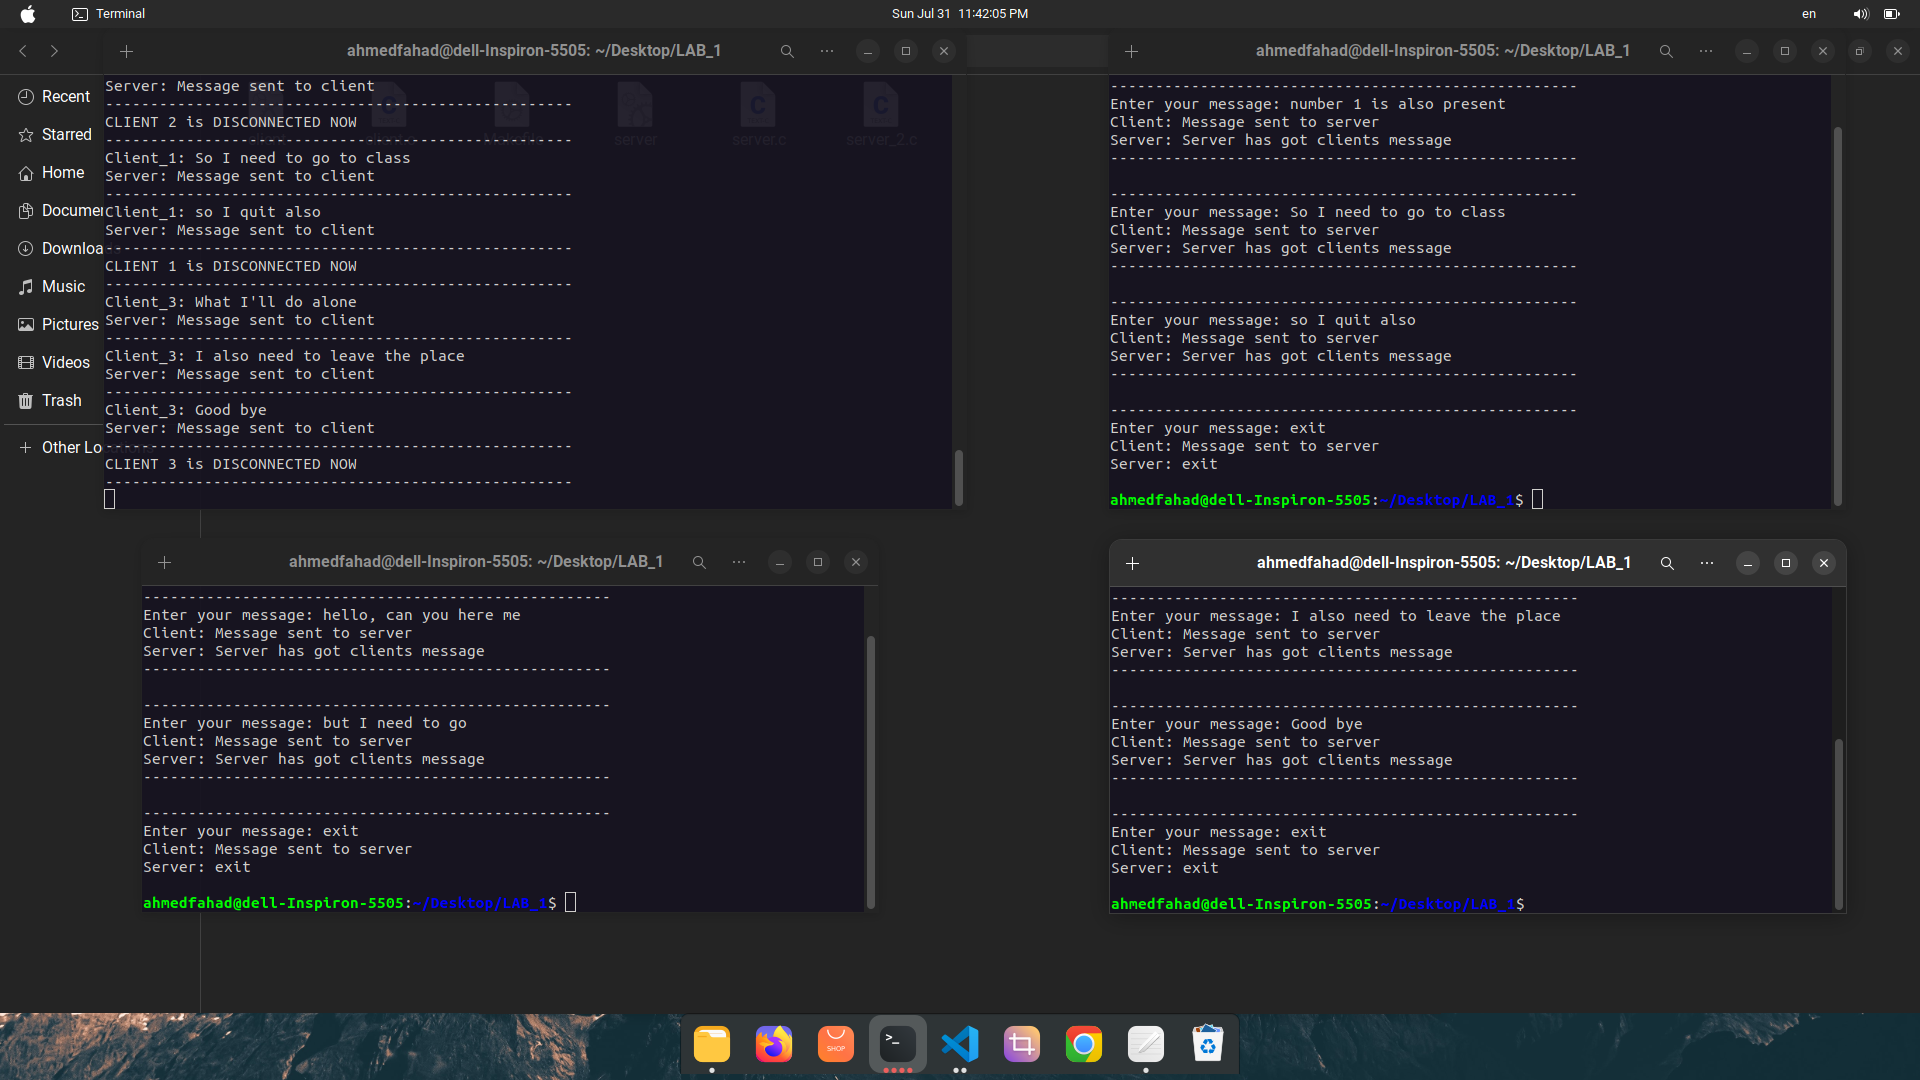 Terminal
Sun Jul 31 11:42:05 PM
en
ahmedfahad@dell-Inspiron-5505: ~/Desktop/LAB_1
Recent
Starred
Home
Documen
Downloa
Music
Pictures
Videos
Trash
Other Locations
server
server.c
server_2.c
Server: Message sent to client
----------------------------------------------------
CLIENT 2 is DISCONNECTED NOW
----------------------------------------------------
Client_1: So I need to go to class
Server: Message sent to client
----------------------------------------------------
Client_1: so I quit also
Server: Message sent to client
----------------------------------------------------
CLIENT 1 is DISCONNECTED NOW
----------------------------------------------------
Client_3: What I'll do alone
Server: Message sent to client
----------------------------------------------------
Client_3: I also need to leave the place
Server: Message sent to client
----------------------------------------------------
Client_3: Good bye
Server: Message sent to client
----------------------------------------------------
CLIENT 3 is DISCONNECTED NOW
----------------------------------------------------
ahmedfahad@dell-Inspiron-5505: ~/Desktop/LAB_1
----------------------------------------------------
Enter your message: number 1 is also present
Client: Message sent to server
Server: Server has got clients message
----------------------------------------------------
----------------------------------------------------
Enter your message: So I need to go to class
Client: Message sent to server
Server: Server has got clients message
----------------------------------------------------
----------------------------------------------------
Enter your message: so I quit also
Client: Message sent to server
Server: Server has got clients message
----------------------------------------------------
----------------------------------------------------
Enter your message: exit
Client: Message sent to server
Server: exit
ahmedfahad@dell-Inspiron-5505:~/Desktop/LAB_1$
ahmedfahad@dell-Inspiron-5505: ~/Desktop/LAB_1
----------------------------------------------------
Enter your message: hello, can you here me
Client: Message sent to server
Server: Server has got clients message
----------------------------------------------------
----------------------------------------------------
Enter your message: but I need to go
Client: Message sent to server
Server: Server has got clients message
----------------------------------------------------
----------------------------------------------------
Enter your message: exit
Client: Message sent to server
Server: exit
ahmedfahad@dell-Inspiron-5505:~/Desktop/LAB_1$
ahmedfahad@dell-Inspiron-5505: ~/Desktop/LAB_1
----------------------------------------------------
Enter your message: I also need to leave the place
Client: Message sent to server
Server: Server has got clients message
----------------------------------------------------
----------------------------------------------------
Enter your message: Good bye
Client: Message sent to server
Server: Server has got clients message
----------------------------------------------------
----------------------------------------------------
Enter your message: exit
Client: Message sent to server
Server: exit
ahmedfahad@dell-Inspiron-5505:~/Desktop/LAB_1$
SHOP